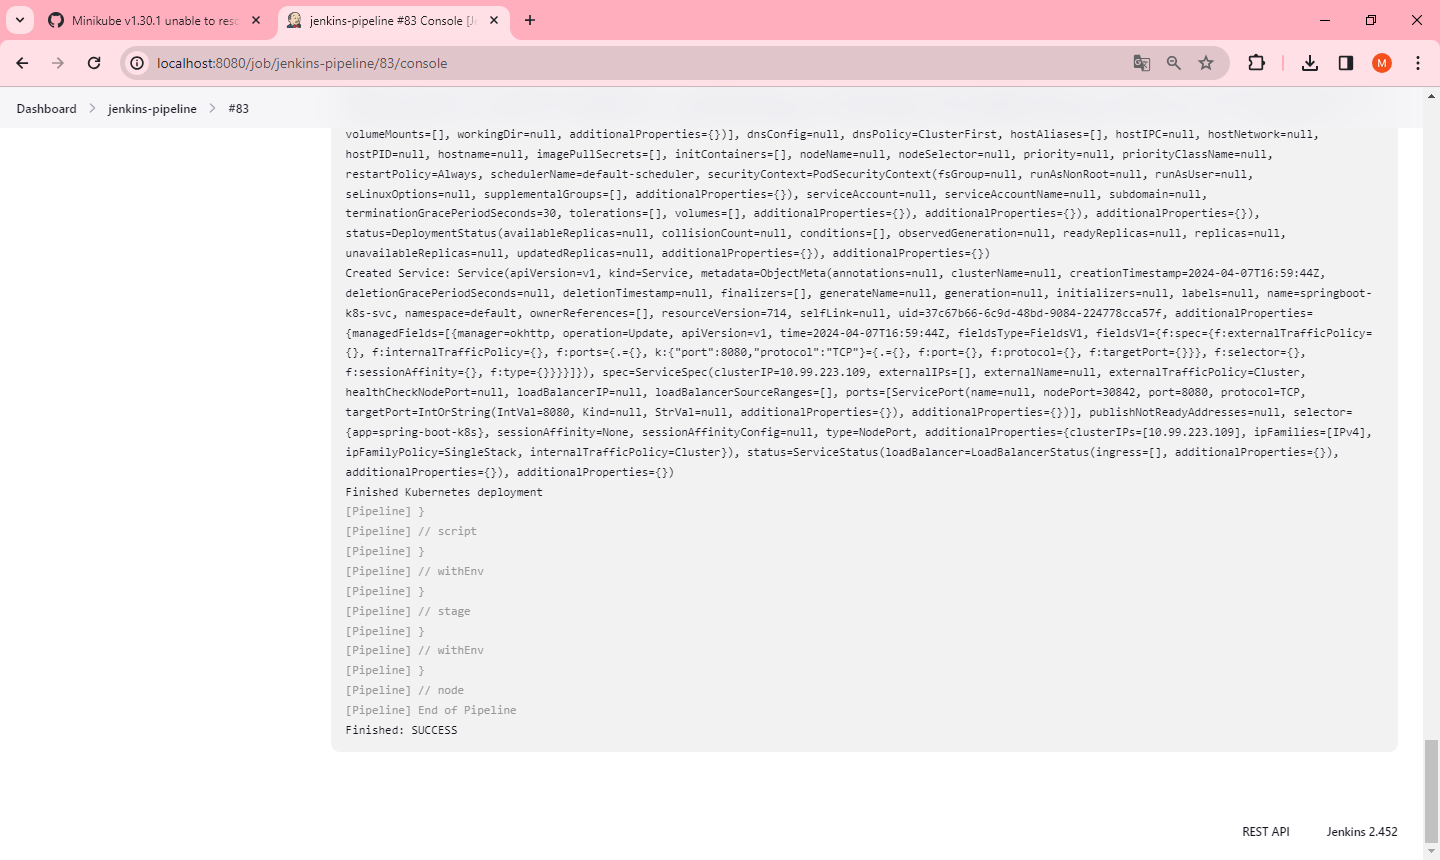 Minikube v1.30.1 unable to reso
jenkins-pipeline #83 Console [Je
localhost:8080/job/jenkins-pipeline/83/console
M
Dashboard
jenkins-pipeline
#83
volumeMounts=[], workingDir=null, additionalProperties={})], dnsConfig=null, dnsPolicy=ClusterFirst, hostAliases=[], hostIPC=null, hostNetwork=null,
hostPID=null, hostname=null, imagePullSecrets=[], initContainers=[], nodeName=null, nodeSelector=null, priority=null, priorityClassName=null,
restartPolicy=Always, schedulerName=default-scheduler, securityContext=PodSecurityContext(fsGroup=null, runAsNonRoot=null, runAsUser=null,
seLinuxOptions=null, supplementalGroups=[], additionalProperties={}), serviceAccount=null, serviceAccountName=null, subdomain=null,
terminationGracePeriodSeconds=30, tolerations=[], volumes=[], additionalProperties={}), additionalProperties={}), additionalProperties={}),
status=DeploymentStatus(availableReplicas=null, collisionCount=null, conditions=[], observedGeneration=null, readyReplicas=null, replicas=null,
unavailableReplicas=null, updatedReplicas=null, additionalProperties={}), additionalProperties={})
Created Service: Service(apiVersion=v1, kind=Service, metadata=ObjectMeta(annotations=null, clusterName=null, creationTimestamp=2024-04-07T16:59:44Z,
deletionGracePeriodSeconds=null, deletionTimestamp=null, finalizers=[], generateName=null, generation=null, initializers=null, labels=null, name=springboot-
k8s-svc, namespace=default, ownerReferences=[], resourceVersion=714, selfLink=null, uid=37c67b66-6c9d-48bd-9084-224778cca57f, additionalProperties=
{managedFields=[{manager=okhttp, operation=Update, apiVersion=v1, time=2024-04-07T16:59:44Z, fieldsType=FieldsV1, fieldsV1={f:spec={f:externalTrafficPolicy=
{}, f:internalTrafficPolicy={}, f:ports={.={}, k:{"port":8080,"protocol":"TCP"}={.={}, f:port={}, f:protocol={}, f:targetPort={}}}, f:selector={},
f:sessionAffinity={}, f:type={}}}}]}), spec=ServiceSpec(clusterIP=10.99.223.109, externalIPs=[], externalName=null, externalTrafficPolicy=Cluster,
healthCheckNodePort=null, loadBalancerIP=null, loadBalancerSourceRanges=[], ports=[ServicePort(name=null, nodePort=30842, port=8080, protocol=TCP,
targetPort=IntOrString(IntVal=8080, Kind=null, StrVal=null, additionalProperties={}), additionalProperties={})], publishNotReadyAddresses=null, selector=
{app=spring-boot-k8s}, sessionAffinity=None, sessionAffinityConfig=null, type=NodePort, additionalProperties={clusterIPs=[10.99.223.109], ipFamilies=[IPv4],
ipFamilyPolicy=SingleStack, internalTrafficPolicy=Cluster}), status=ServiceStatus(loadBalancer=LoadBalancerStatus(ingress=[], additionalProperties={}),
additionalProperties={}), additionalProperties={})
Finished Kubernetes deployment
[Pipeline] }
[Pipeline] // script
[Pipeline] }
[Pipeline] // withEnv
[Pipeline] }
[Pipeline] // stage
[Pipeline] }
[Pipeline] // withEnv
[Pipeline] }
[Pipeline] // node
[Pipeline] End of Pipeline
Finished: SUCCESS
REST API
Jenkins 2.452